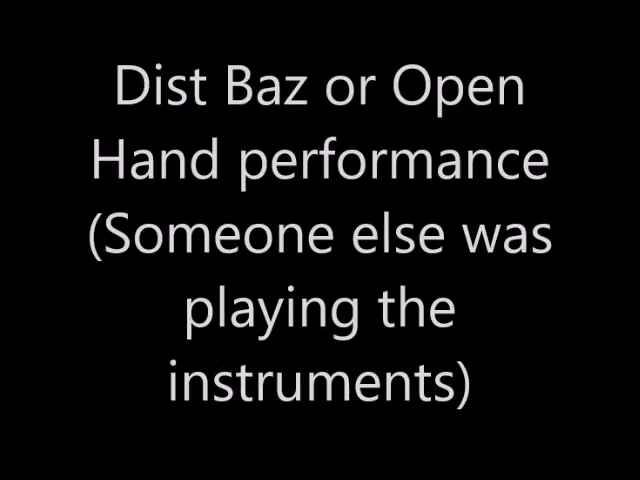 Dist Baz or Open
Hand performance
(Someone else was
playing the
instruments)